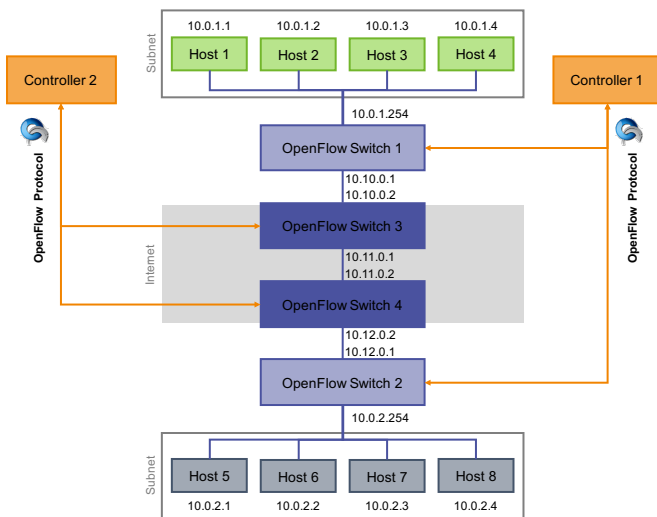 10.0.1.1
10.0.1.2
10.0.1.3
10.0.1.4
Subnet
Host 1
Host 2
Host 3
Host 4
Controller 2
Controller 1
10.0.1.254
OpenFlow Switch 1
OpenFlow Protocol
OpenFlow Protocol
10.10.0.1
10.10.0.2
Internet
OpenFlow Switch 3
10.11.0.1
10.11.0.2
OpenFlow Switch 4
10.12.0.2
10.12.0.1
OpenFlow Switch 2
10.0.2.254
Subnet
Host 5
Host 6
Host 7
Host 8
10.0.2.1
10.0.2.2
10.0.2.3
10.0.2.4